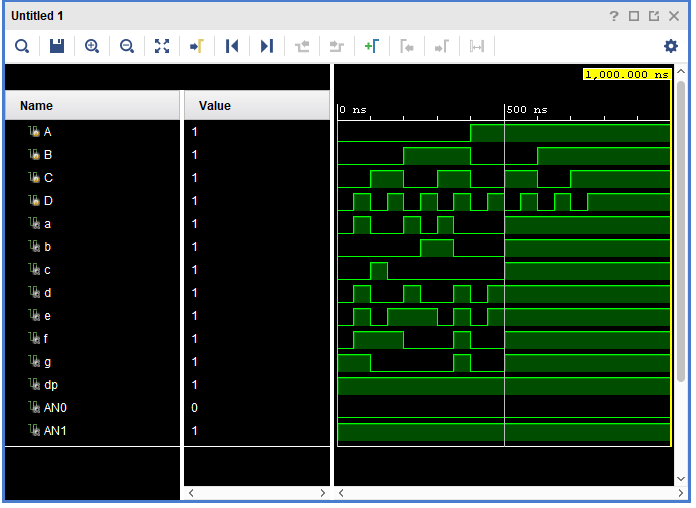 Untitled 1
1,000.000 ns
Name Value
0 ns 500 ns
A 1
B 1
C 1
D 1
a 1
b 1
c 1
d 1
e 1
f 1
g 1
dp 1
AN0 0
AN1 1